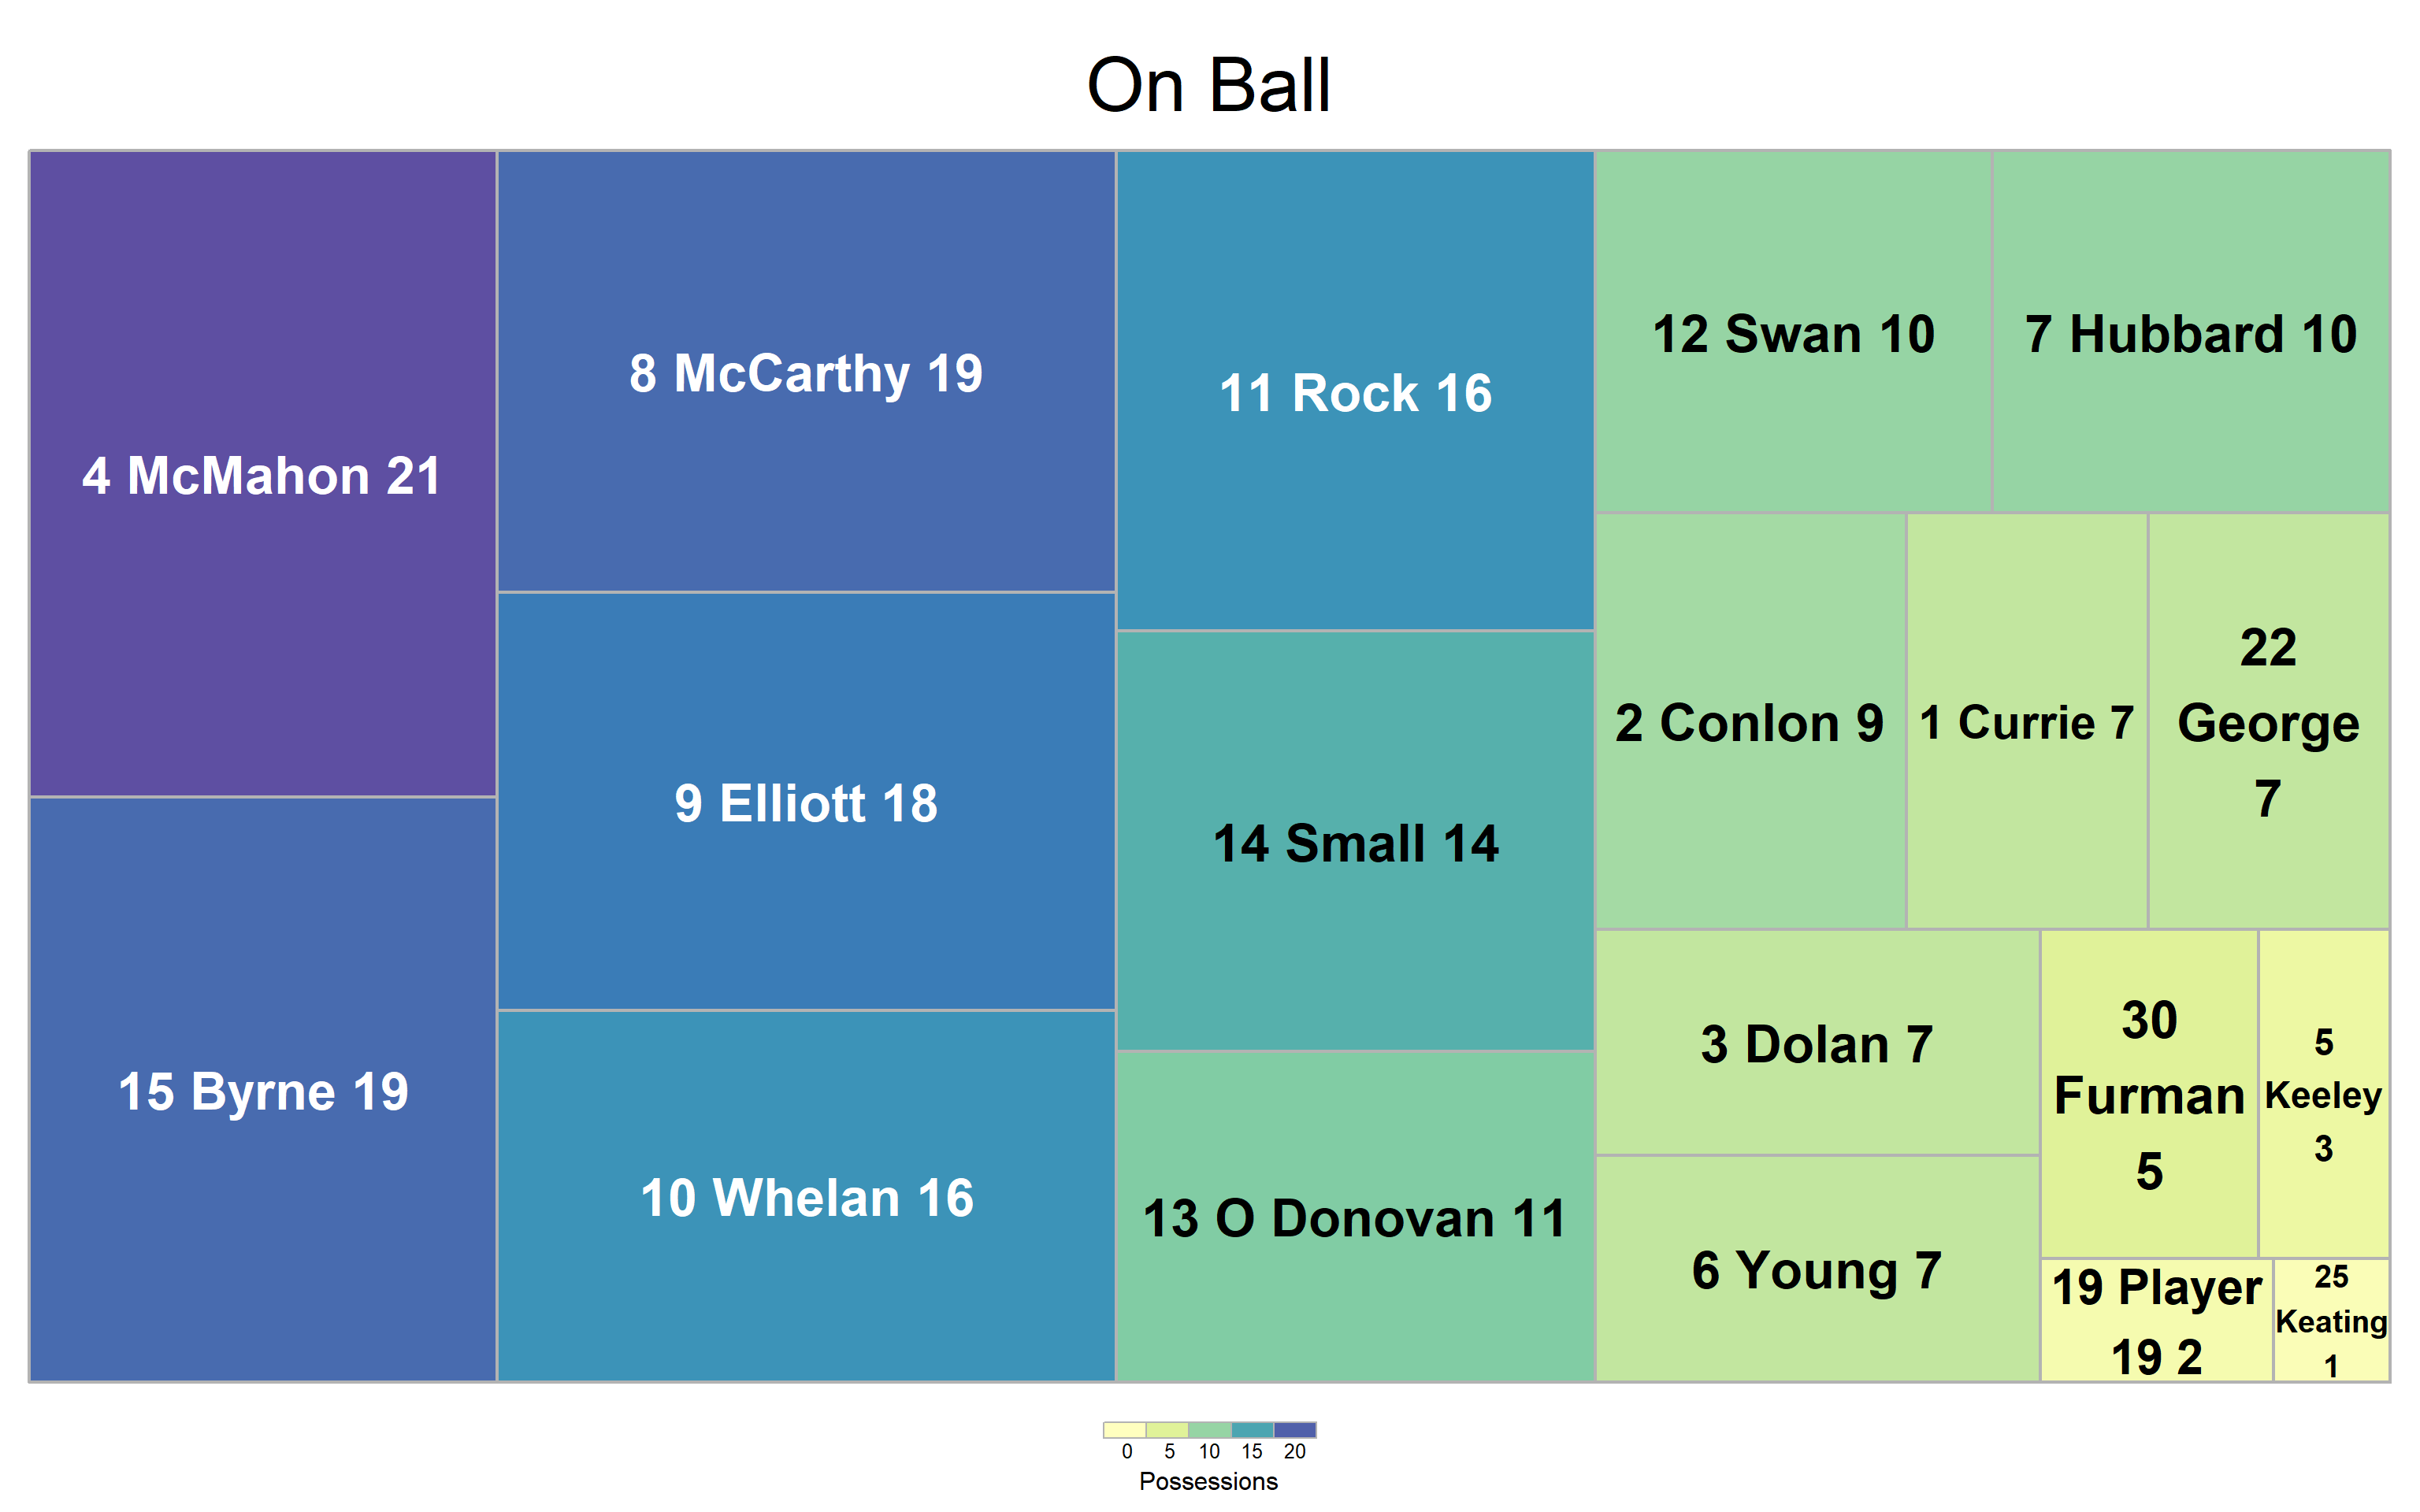 On Ball
4 McMahon 21
8 McCarthy 19
11 Rock 16
12 Swan 10
7 Hubbard 10
2 Conlon 9
1 Currie 7
22
George
7
9 Elliott 18
14 Small 14
15 Byrne 19
10 Whelan 16
13 O Donovan 11
3 Dolan 7
6 Young 7
30
Furman
5
5
Keeley
3
19 Player
19 2
25
Keating
1
0 5 10 15 20
Possessions